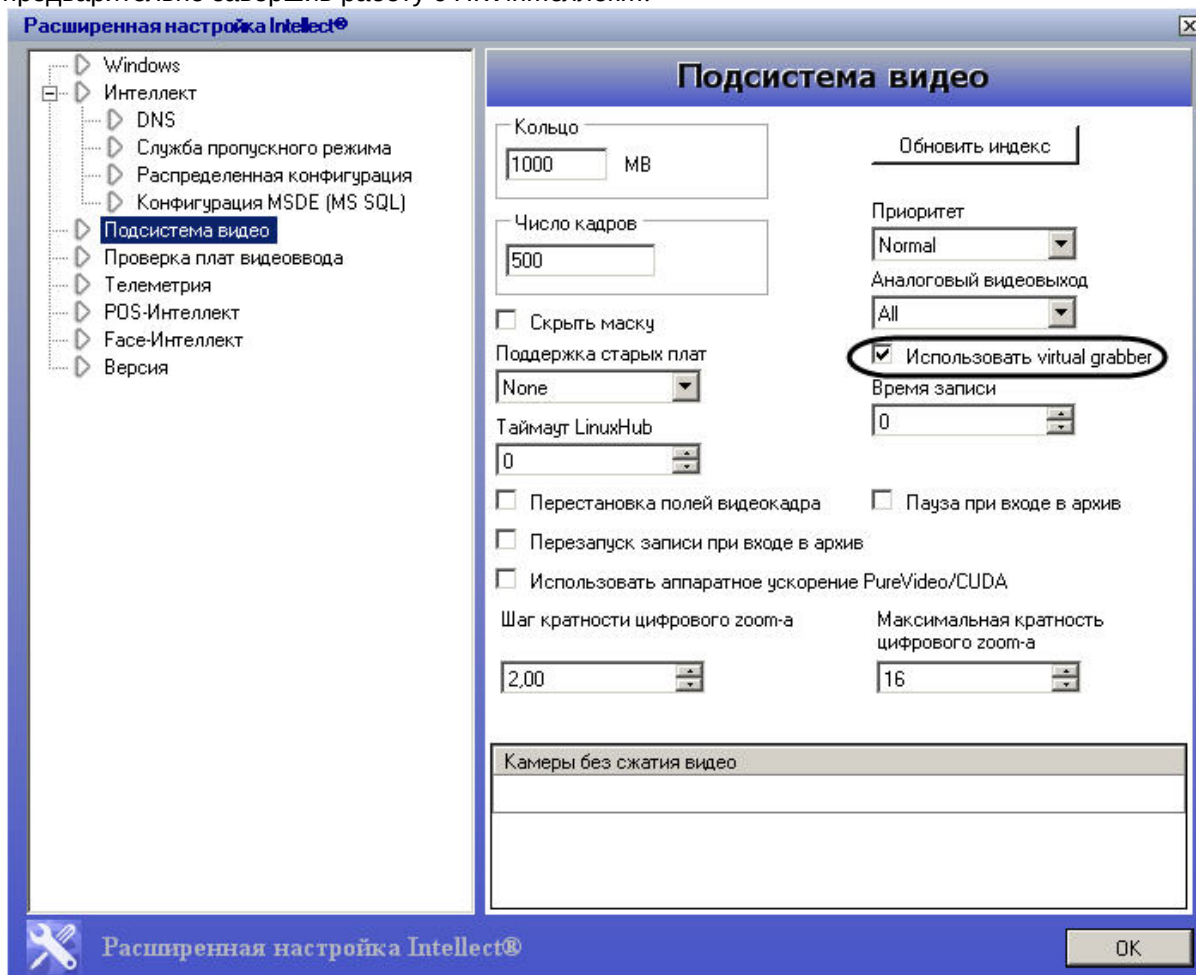 Расширенная настройка Intellect®
Windows
Интеллект
DNS
Служба пропускного режима
Распределенная конфигурация
Конфигурация MSDE (MS SQL)
Подсистема видео
Проверка плат видеоввода
Телеметрия
POS-Интеллект
Face-Интеллект
Версия
Подсистема видео
Кольцо
1000 MB
Обновить индекс
Число кадров
500
Приоритет
Normal
Аналоговый видеовыход
All
Скрыть маску
Использовать virtual grabber
Поддержка старых плат
None
Время записи
0
Таймаут LinuxHub
0
Перестановка полей видеокадра
Пауза при входе в архив
Перезапуск записи при входе в архив
Использовать аппаратное ускорение PureVideo/CUDA
Шаг кратности цифрового zoom-а
2,00
Максимальная кратность
цифрового zoom-а
16
Камеры без сжатия видео
Расширенная настройка Intellect®
OK